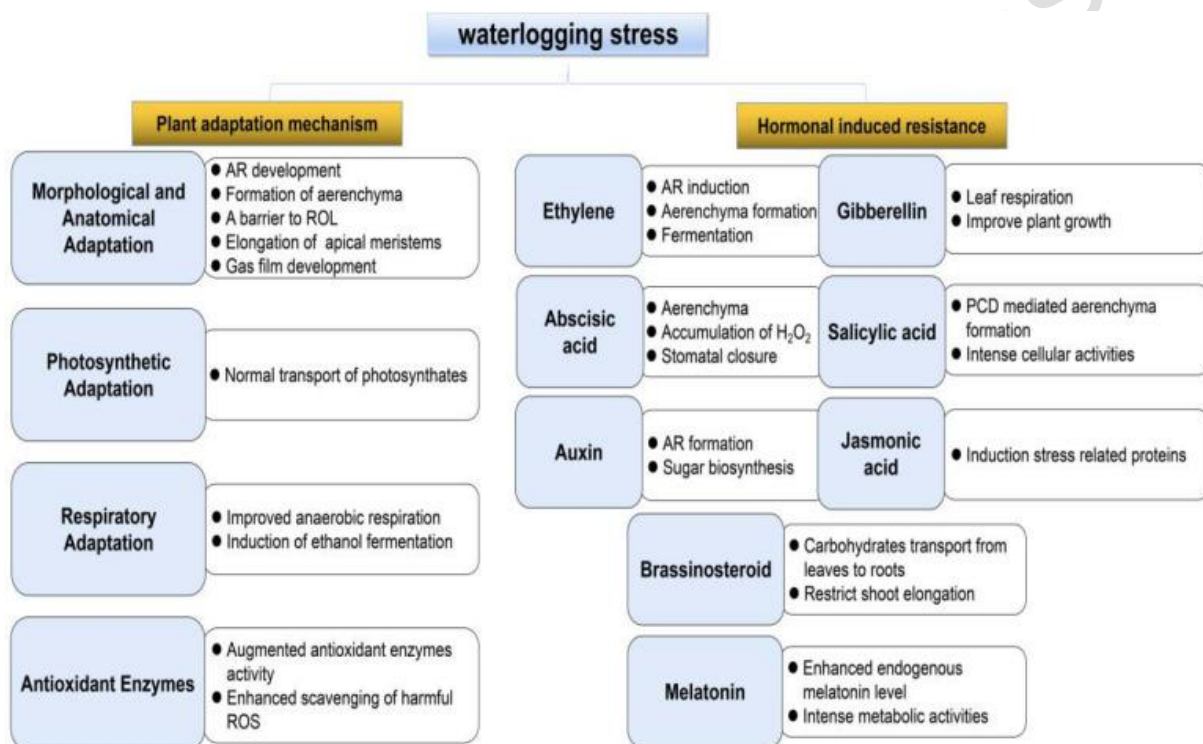 waterlogging stress
Plant adaptation mechanism
Morphological and
Anatomical
Adaptation
● AR development
● Formation of aerenchyma
● A barrier to ROL
● Elongation of apical meristems
● Gas film development
Photosynthetic
Adaptation
● Normal transport of photosynthates
Respiratory
Adaptation
● Improved anaerobic respiration
● Induction of ethanol fermentation
Antioxidant Enzymes
● Augmented antioxidant enzymes
activity
● Enhanced scavenging of harmful
ROS
Hormonal induced resistance
Ethylene
● AR induction
● Aerenchyma formation
● Fermentation
Gibberellin
● Leaf respiration
● Improve plant growth
Abscisic
acid
● Aerenchyma
● Accumulation of H₂O₂
● Stomatal closure
Salicylic acid
● PCD mediated aerenchyma
formation
● Intense cellular activities
Auxin
● AR formation
● Sugar biosynthesis
Jasmonic
acid
● Induction stress related proteins
Brassinosteroid
● Carbohydrates transport from
leaves to roots
● Restrict shoot elongation
Melatonin
● Enhanced endogenous
melatonin level
● Intense metabolic activities